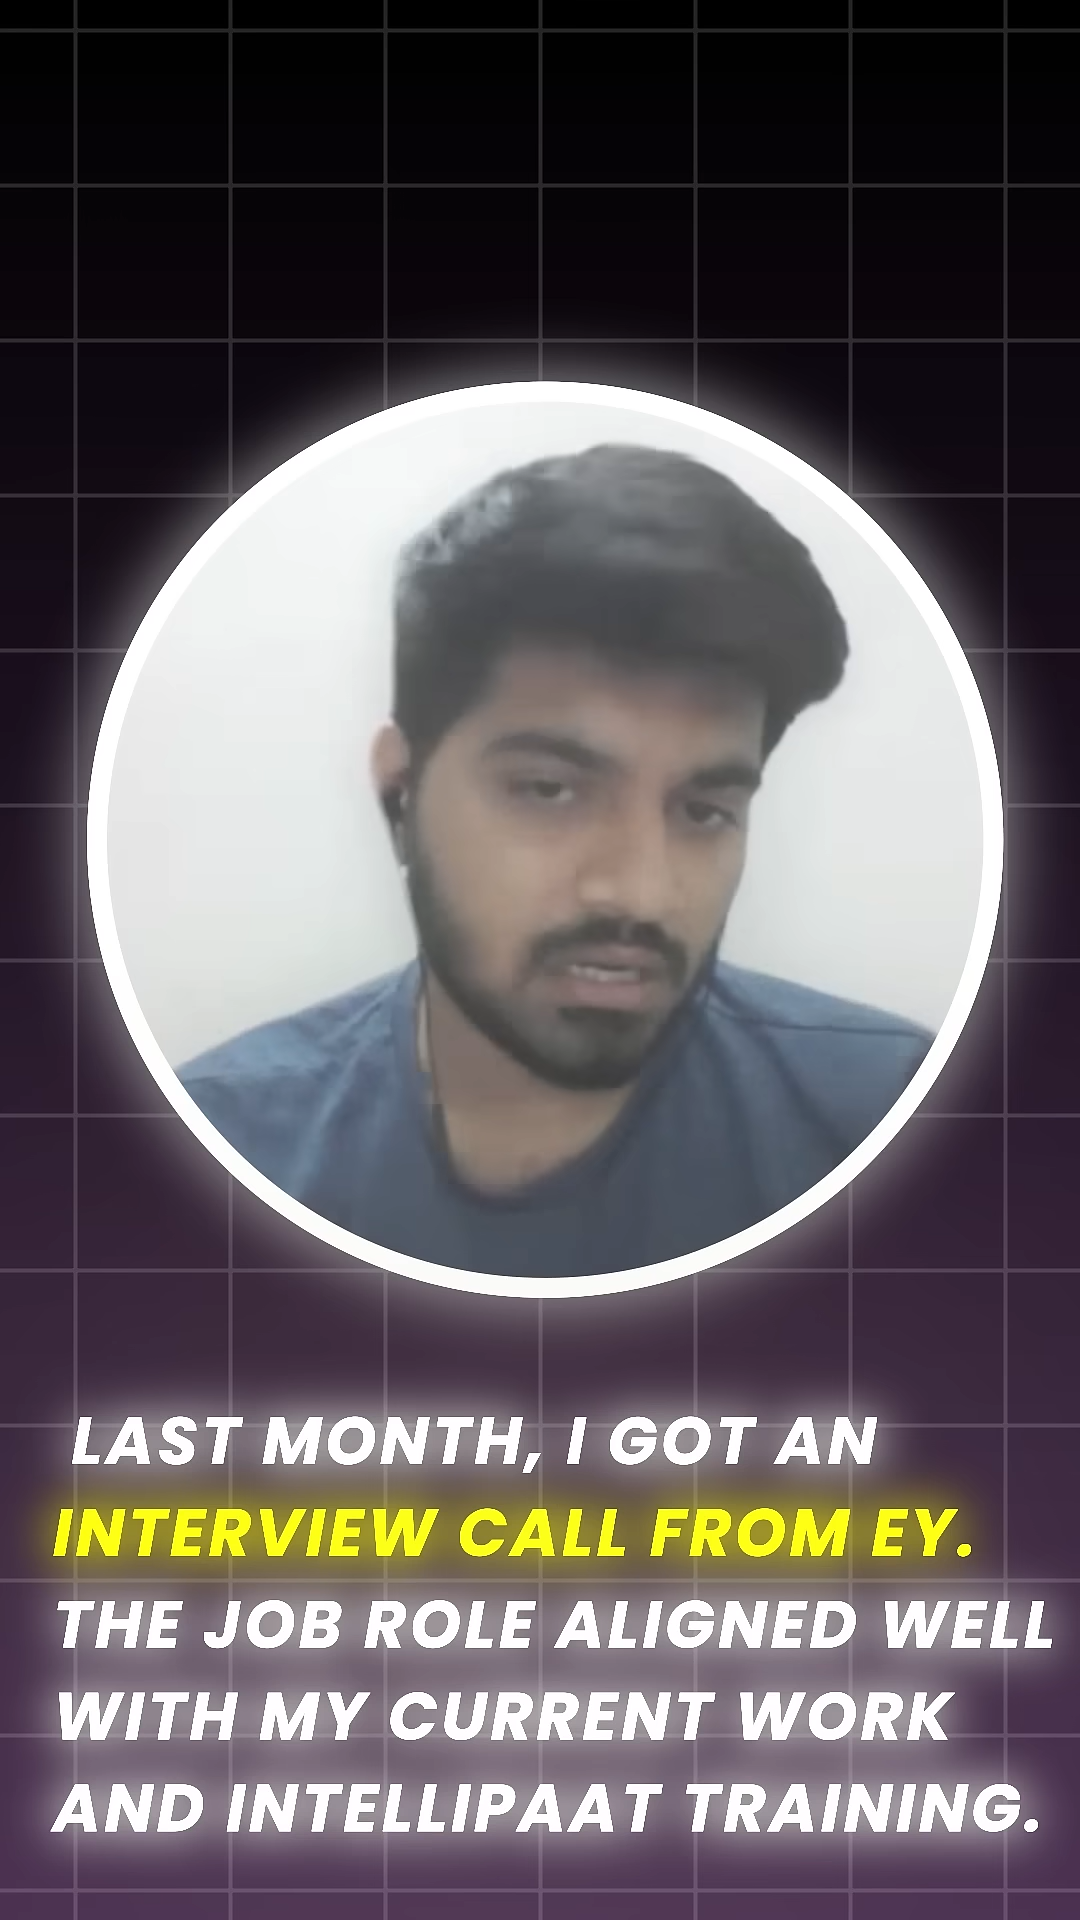 LAST MONTH, I GOT AN
INTERVIEW CALL FROM EY.
THE JOB ROLE ALIGNED WELL
WITH MY CURRENT WORK
AND INTELLIPAAT TRAINING.